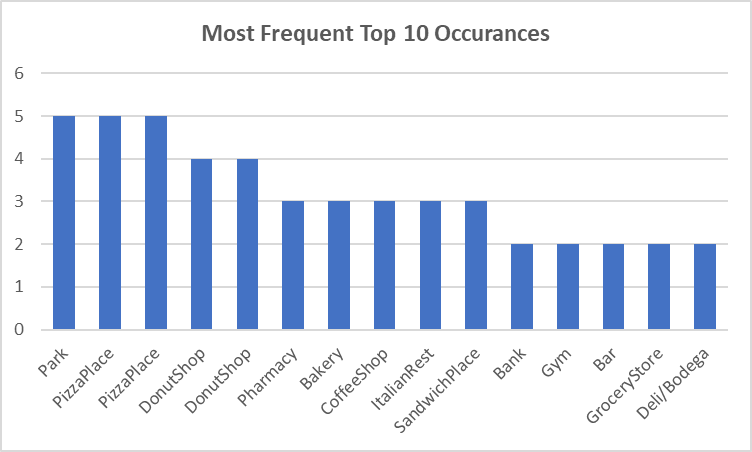 Most Frequent Top 10 Occurances
6
5
4
3
2
1
0
Park
PizzaPlace
PizzaPlace
DonutShop
DonutShop
Pharmacy
Bakery
CoffeeShop
ItalianRest
SandwichPlace
Bank
Gym
Bar
GroceryStore
Deli/Bodega